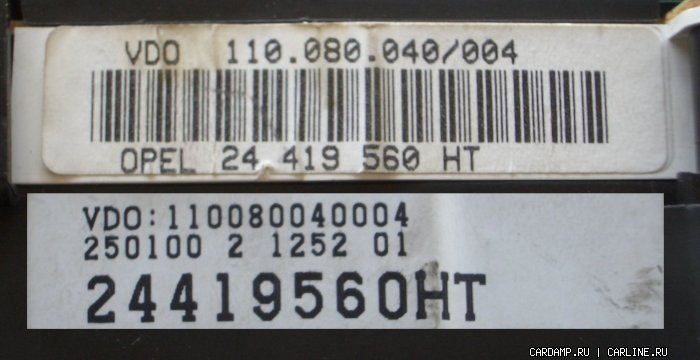 VDO 110.080.040/004
OPEL 24 419 560 HT
VDO:110080040004
250100 2 1252 01
24419560HT
CARDAMP.RU | CARLINE.RU